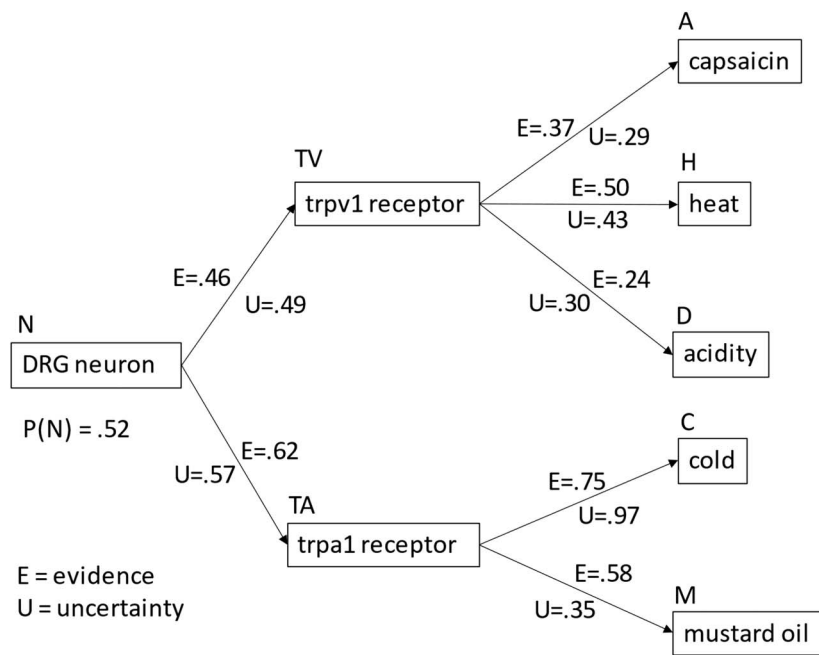 A
capsaicin
E=.37
U=.29
TV
trpv1 receptor
H
E=.50
heat
U=.43
E=.46
U=.49
E=.24
U=.30
D
acidity
N
DRG neuron
P(N) = .52
E=.62
U=.57
C
cold
E=.75
U=.97
TA
trpa1 receptor
E=.58
U=.35
M
mustard oil
E = evidence
U = uncertainty